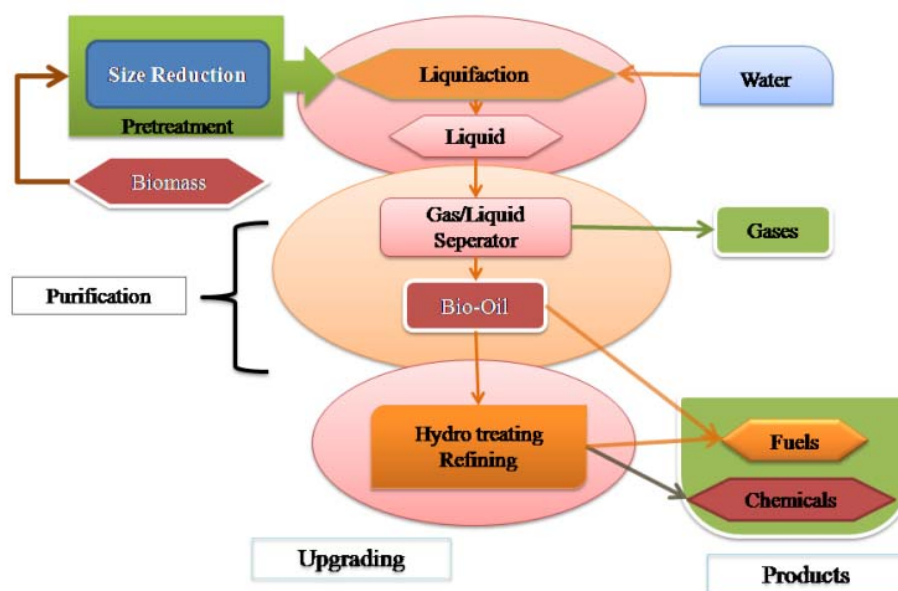 Size Reduction
Pretreatment
Liquifaction
Water
Liquid
Biomass
Gas/Liquid
Seperator
Gases
Purification
Bio-Oil
Hydro treating
Refining
Fuels
Chemicals
Upgrading
Products